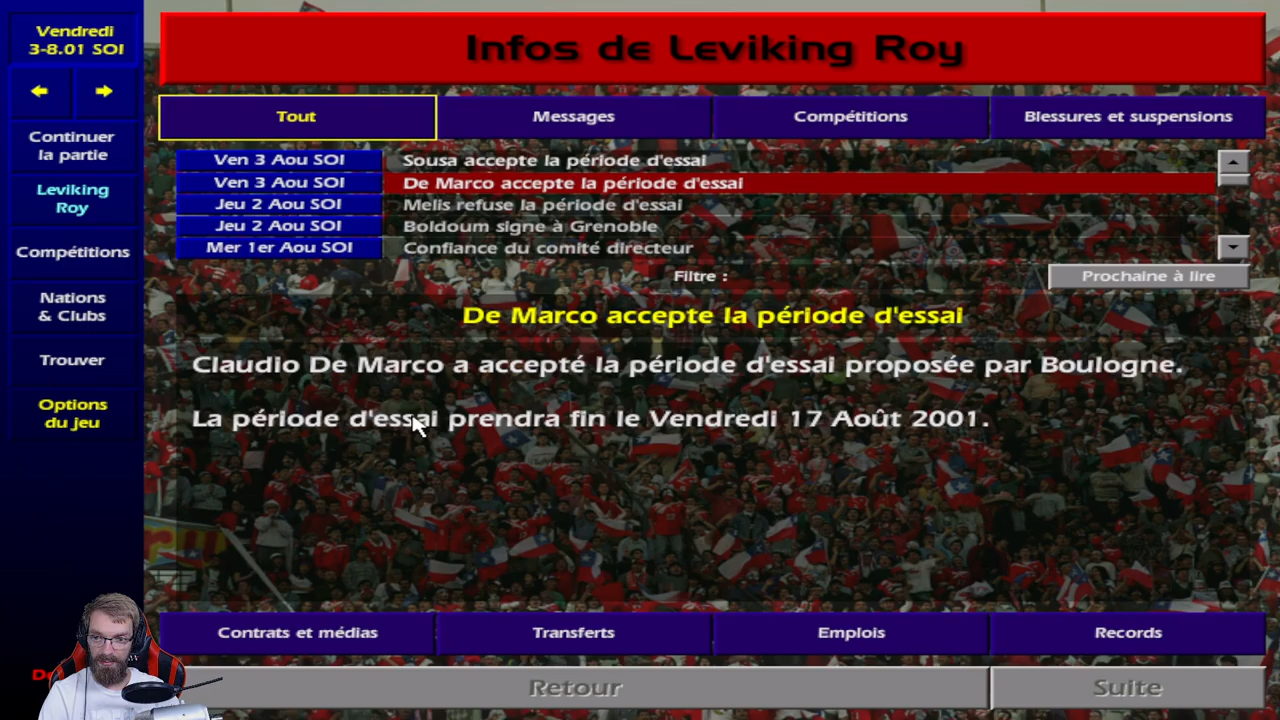 Vendredi
3-8.01 SOI
Continuer
la partie
Leviking
Roy
Compétitions
Nations
& Clubs
Trouver
Options
du jeu
Infos de Leviking Roy
Tout
Messages
Compétitions
Blessures et suspensions
Ven 3 Aou SOI Sousa accepte la période d'essai
Ven 3 Aou SOI De Marco accepte la période d'essai
Jeu 2 Aou SOI Melis refuse la période d'essai
Jeu 2 Aou SOI Boldoum signe à Grenoble
Mer 1er Aou SOI Confiance du comité directeur
Filtre :
Prochaine à lire
De Marco accepte la période d'essai
Claudio De Marco a accepté la période d'essai proposée par Boulogne.
La période d'essai prendra fin le Vendredi 17 Août 2001.
Contrats et médias
Transferts
Emplois
Records
Retour
Suite